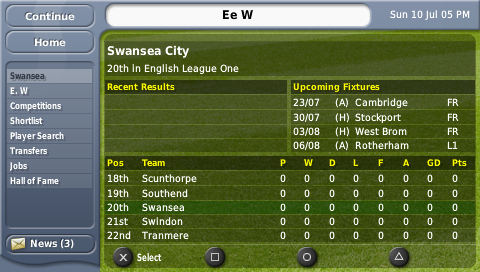 Continue
Ee W
Sun 10 Jul 05 PM
Home
Swansea
E. W
Competitions
Shortlist
Player Search
Transfers
Jobs
Hall of Fame
News (3)
Swansea City
20th in English League One
Recent Results
Upcoming Fixtures
23/07 (A) Cambridge FR
30/07 (H) Stockport FR
03/08 (H) West Brom FR
06/08 (A) Rotherham L1
Pos Team P W D L F A GD Pts
18th Scunthorpe 0 0 0 0 0 0 0 0
19th Southend 0 0 0 0 0 0 0 0
20th Swansea 0 0 0 0 0 0 0 0
21st Swindon 0 0 0 0 0 0 0 0
22nd Tranmere 0 0 0 0 0 0 0 0
Select